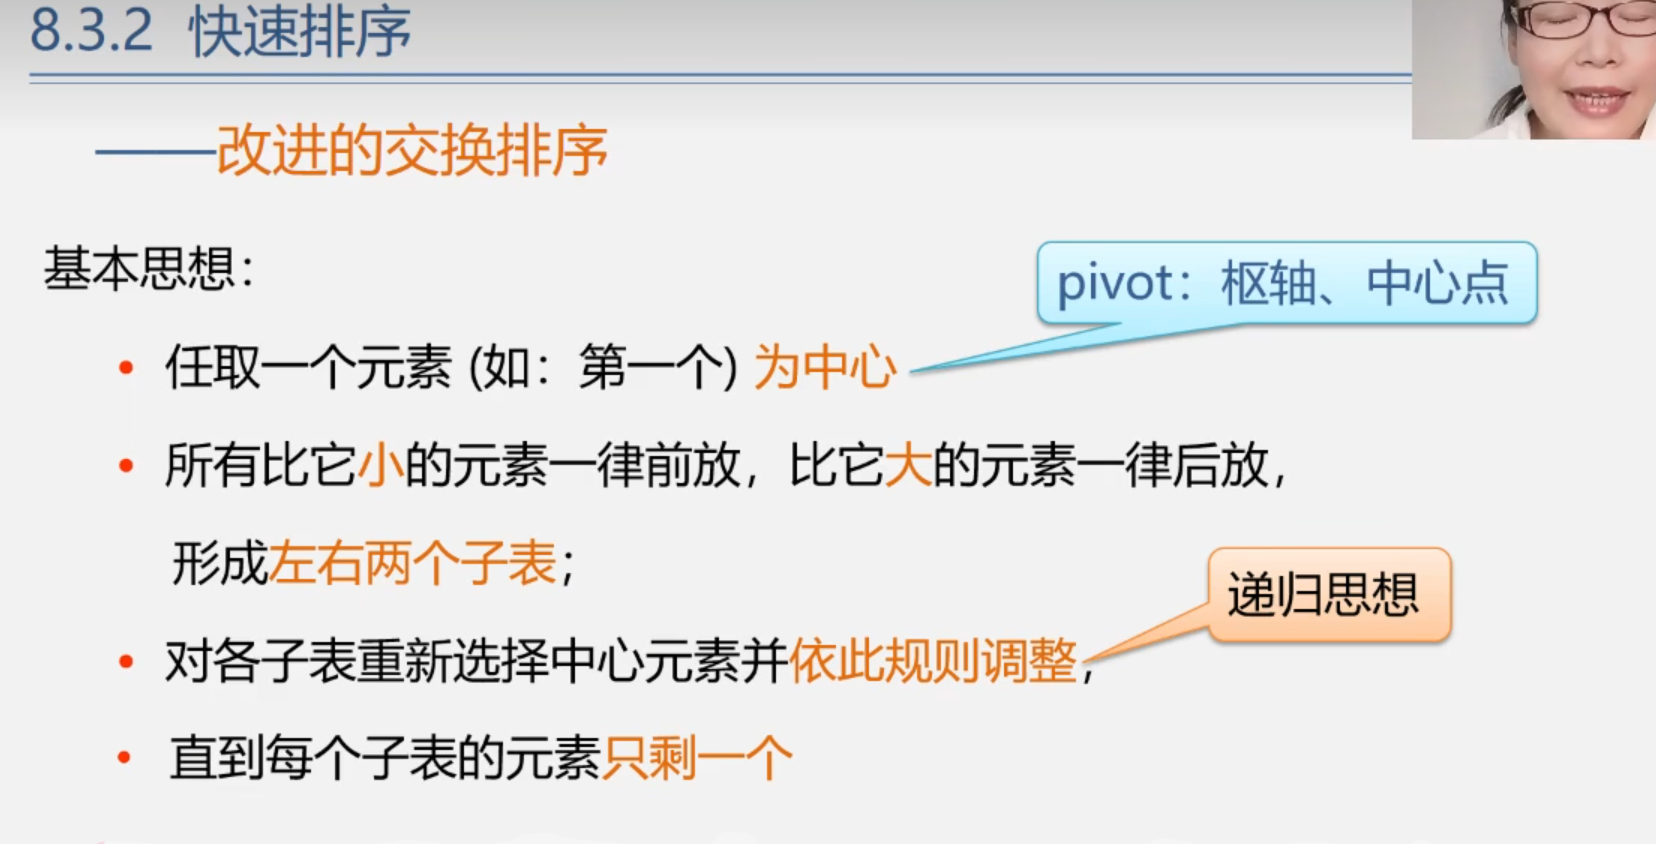 8.3.2 快速排序
——改进的交换排序
基本思想：
pivot：枢轴、中心点
• 任取一个元素 (如：第一个) 为中心
• 所有比它小的元素一律前放，比它大的元素一律后放，
形成左右两个子表；
递归思想
• 对各子表重新选择中心元素并依此规则调整，
• 直到每个子表的元素只剩一个